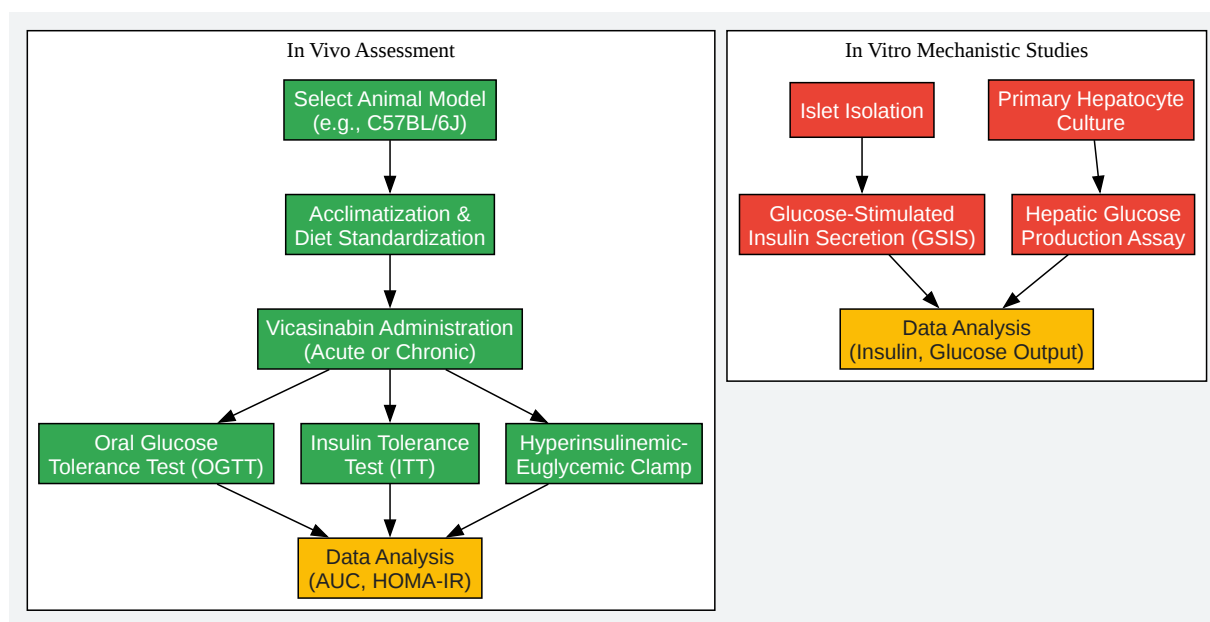 In Vivo Assessment
Select Animal Model
(e.g., C57BL/6J)
Acclimatization &
Diet Standardization
Vicasinabin Administration
(Acute or Chronic)
Oral Glucose
Tolerance Test (OGTT)
Insulin Tolerance
Test (ITT)
Hyperinsulinemic-
Euglycemic Clamp
Data Analysis
(AUC, HOMA-IR)
In Vitro Mechanistic Studies
Islet Isolation
Primary Hepatocyte
Culture
Glucose-Stimulated
Insulin Secretion (GSIS)
Hepatic Glucose
Production Assay
Data Analysis
(Insulin, Glucose Output)